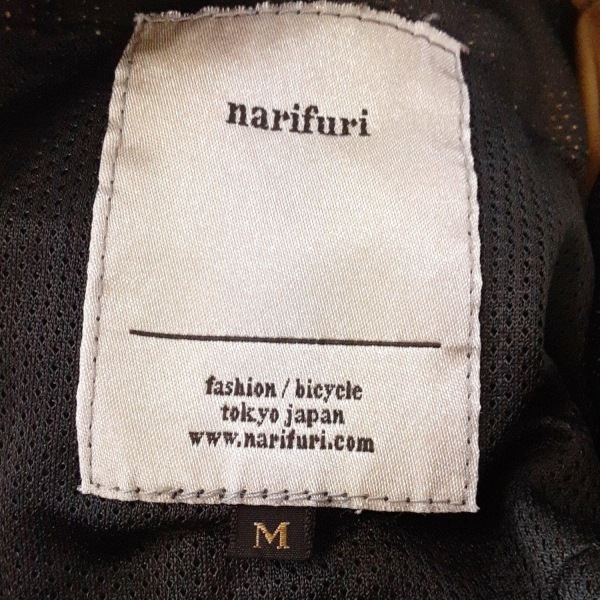 narifuri
fashion / bicycle
tokyo japan
www.narifuri.com
M